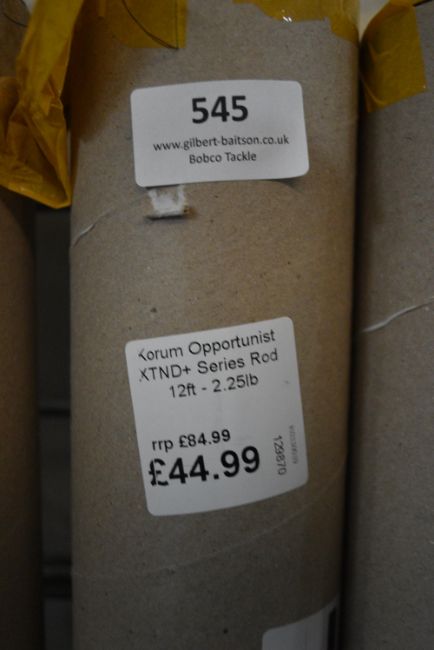 545
www.gilbert-baitson.co.uk
Bobco Tackle
Korum Opportunist
XTND+ Series Rod
12ft - 2.25lb
rrp £84.99
£44.99
129870